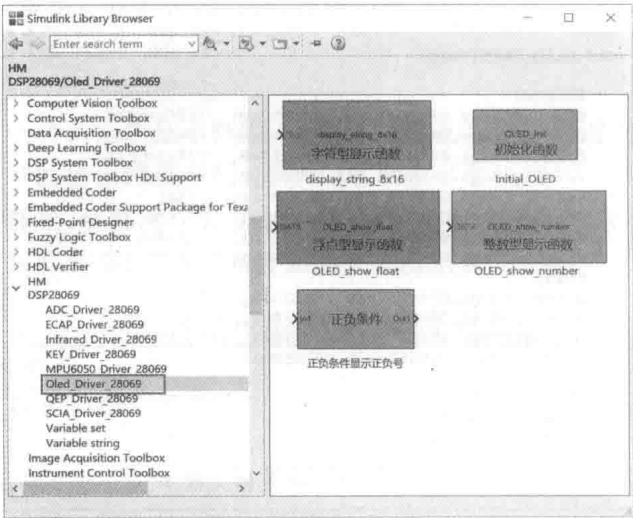 Simulink Library Browser
Enter search term
HM
DSP28069/Oled_Driver_28069
Computer Vision Toolbox
Control System Toolbox
Data Acquisition Toolbox
Deep Learning Toolbox
DSP System Toolbox
DSP System Toolbox HDL Support
Embedded Coder
Embedded Coder Support Package for Texa
Fixed-Point Designer
Fuzzy Logic Toolbox
HDL Coder
HDL Verifier
HM
DSP28069
ADC_Driver_28069
ECAP_Driver_28069
Infrared_Driver_28069
KEY_Driver_28069
MPU6050_Driver_28069
Oled_Driver_28069
QEP_Driver_28069
SCIA_Driver_28069
Variable set
Variable string
Image Acquisition Toolbox
Instrument Control Toolbox
display_string_8x16
字符型显示函数
display_string_8x16
OLED_Init
初始化函数
Initial_OLED
OLED_show_float
浮点型显示函数
OLED_show_float
OLED_show_number
整数型显示函数
OLED_show_number
正负条件
Out1
正负条件显示正负号